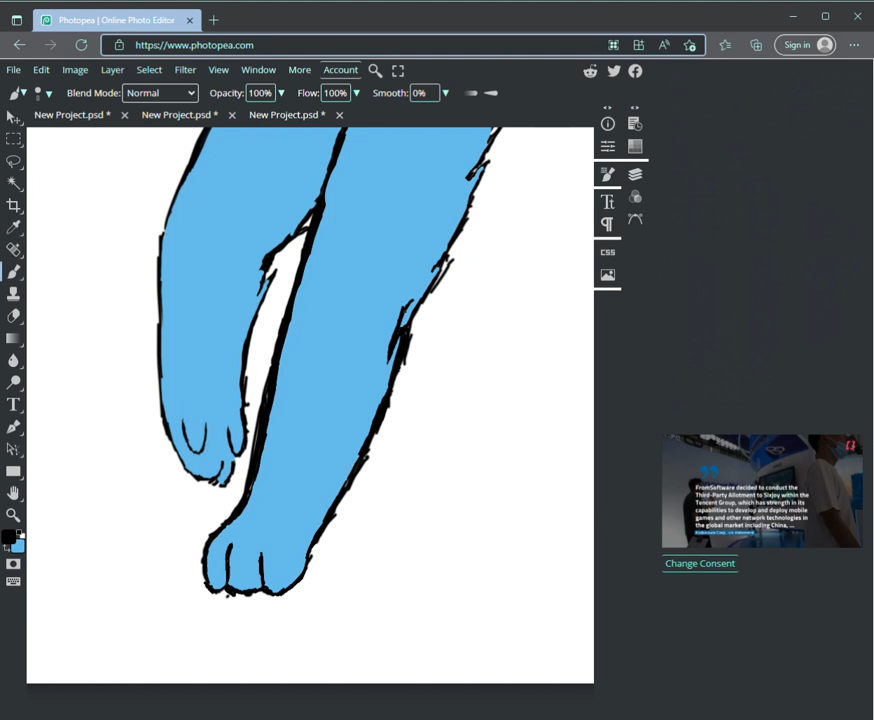 Photopea | Online Photo Editor
https://www.photopea.com
Sign in
File Edit Image Layer Select Filter View Window More Account
Blend Mode: Normal Opacity: 100% Flow: 100% Smooth: 0%
New Project.psd * New Project.psd * New Project.psd *
CSS
FromSoftware decided to conduct the
Third-Party Allotment to Sixjoy within the
Tencent Group, which has strength in its
capabilities to develop and deploy mobile
games and other network technologies in
the global market including China, ...
Change Consent